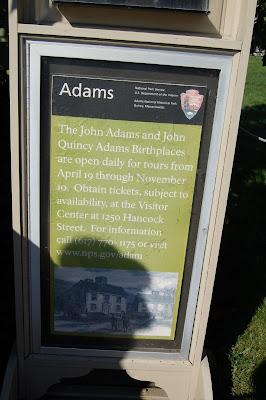 Adams
National Park Service
U.S. Department of the Interior
Adams National Historical Park
Quincy, Massachusetts
The John Adams and John
Quincy Adams Birthplaces
are open daily for tours from
April 19 through November
10. Obtain tickets, subject to
availability, at the Visitor
Center at 1250 Hancock
Street. For information
call (617) 770-1175 or visit
www.nps.gov/adam